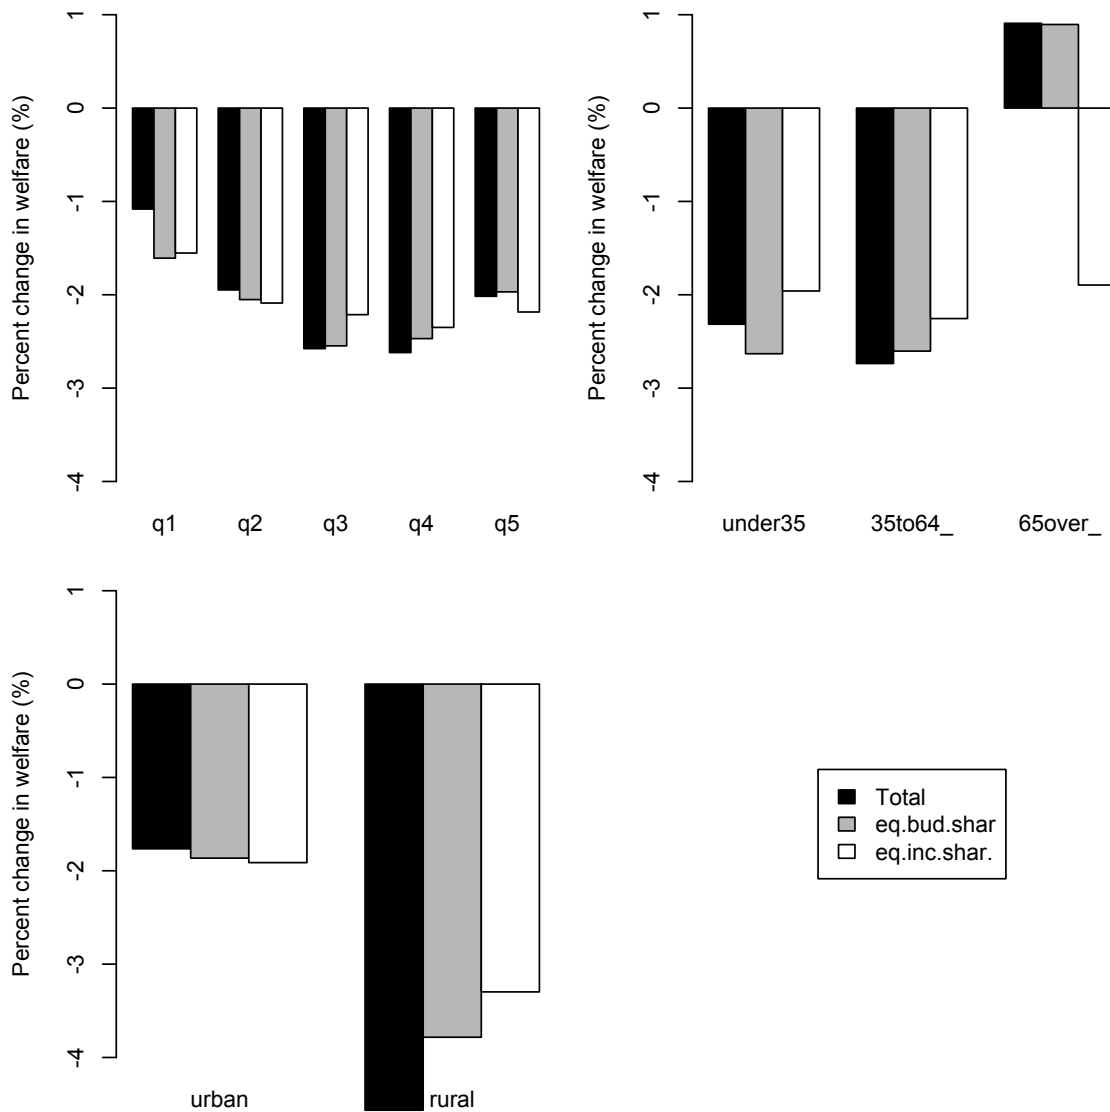 Percent change in welfare (%)
1
0
-1
-2
-3
-4
q1 q2 q3 q4 q5
Percent change in welfare (%)
1
0
-1
-2
-3
-4
under35 35to64_ 65over_
Percent change in welfare (%)
1
0
-1
-2
-3
-4
urban rural
Total
eq.bud.shar
eq.inc.shar.